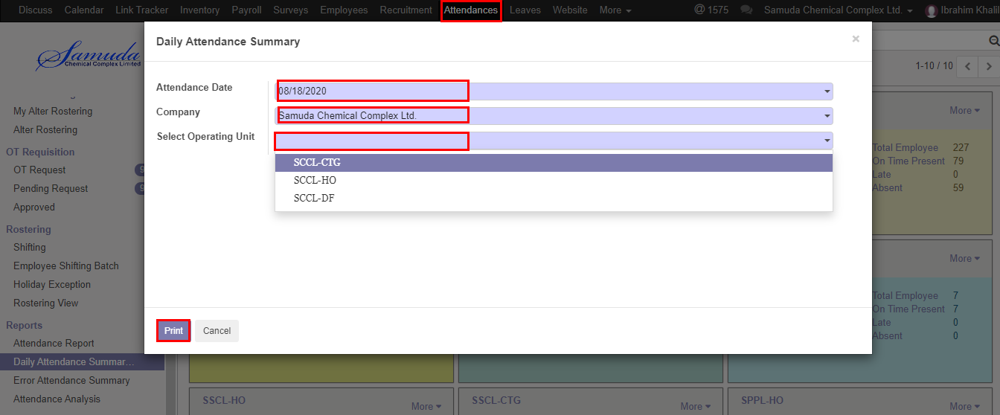 Discuss Calendar Link Tracker Inventory Payroll Surveys Employees Recruitment Attendances Leaves Website More @ 1575 Samuda Chemical Complex Ltd. Ibrahim Khalil
Samuda
Chemical Complex Limited
My Alter Rostering
Alter Rostering
OT Requisition
OT Request 9
Pending Request 9
Approved
Rostering
Shifting
Employee Shifting Batch
Holiday Exception
Rostering View
Reports
Attendance Report
Daily Attendance Summar...
Error Attendance Summary
Attendance Analysis
Daily Attendance Summary ×
Attendance Date 08/18/2020
Company Samuda Chemical Complex Ltd.
Select Operating Unit
SCCL-CTG
SCCL-HO
SCCL-DF
Print Cancel
1-10 / 10
More
Total Employee 227
On Time Present 79
Late 0
Absent 59
More
Total Employee 7
On Time Present 7
Late 0
Absent 0
SSCL-HO More
SSCL-CTG More
SPPL-HO More